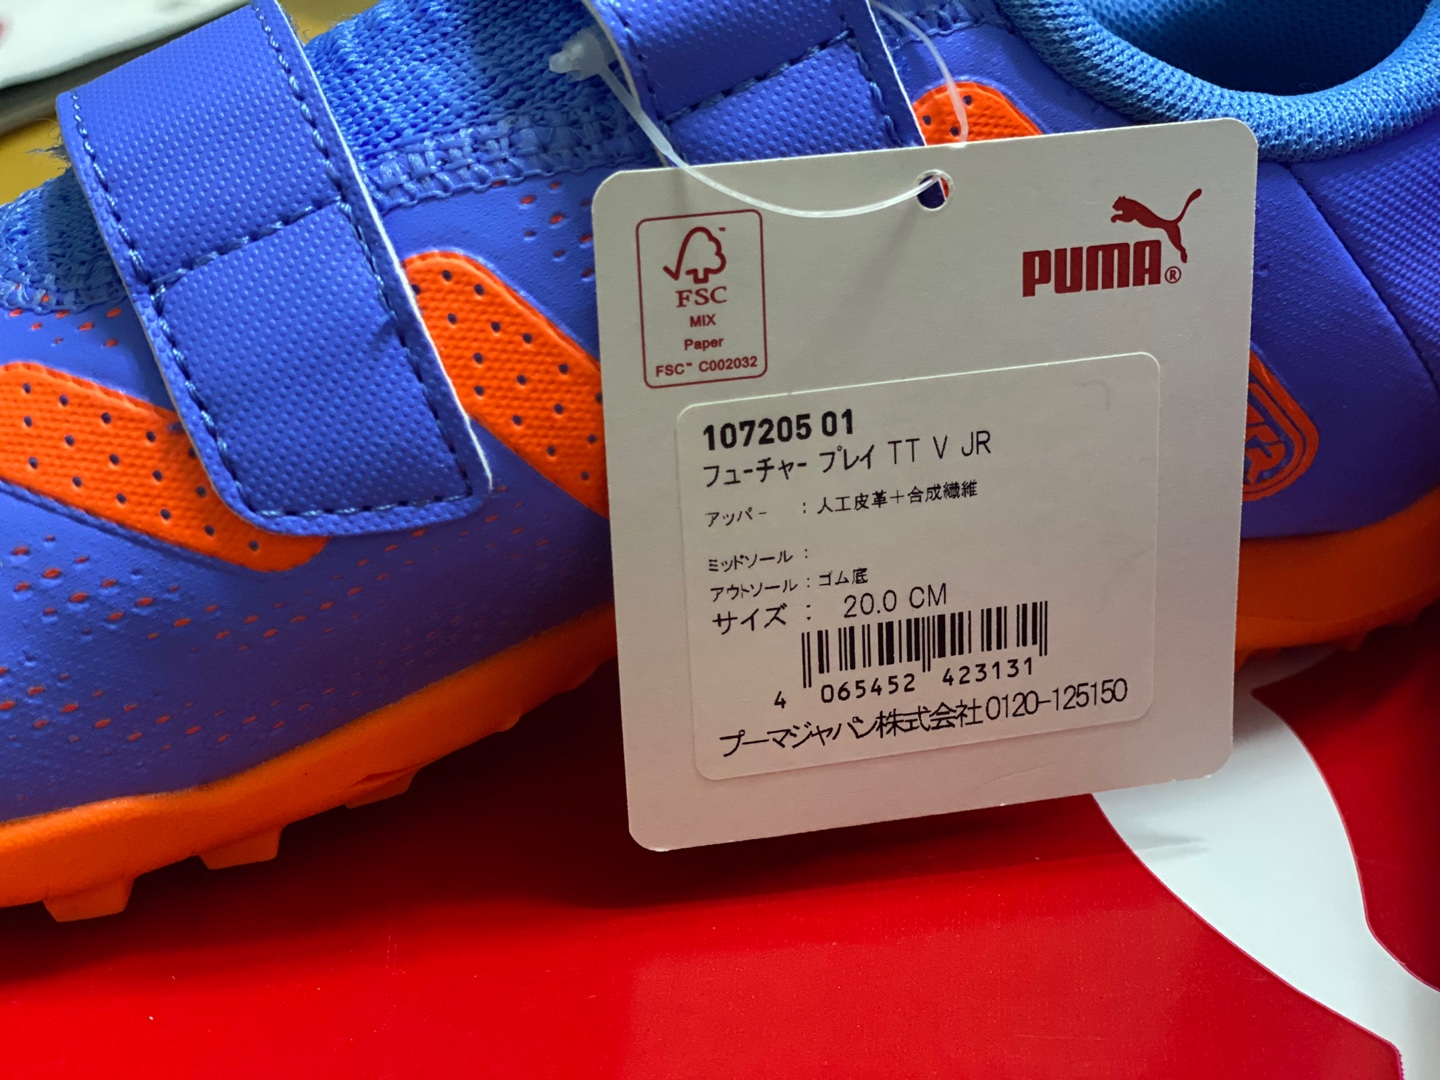 FSC™
MIX
Paper
FSC™ C002032
PUMA®
107205 01
フューチャー プレイ TT V JR
アッパー : 人工皮革+合成繊維
ミッドソール :
アウトソール : ゴム底
サイズ : 20.0 CM
4 065452 423131
プーマジャパン株式会社0120-125150